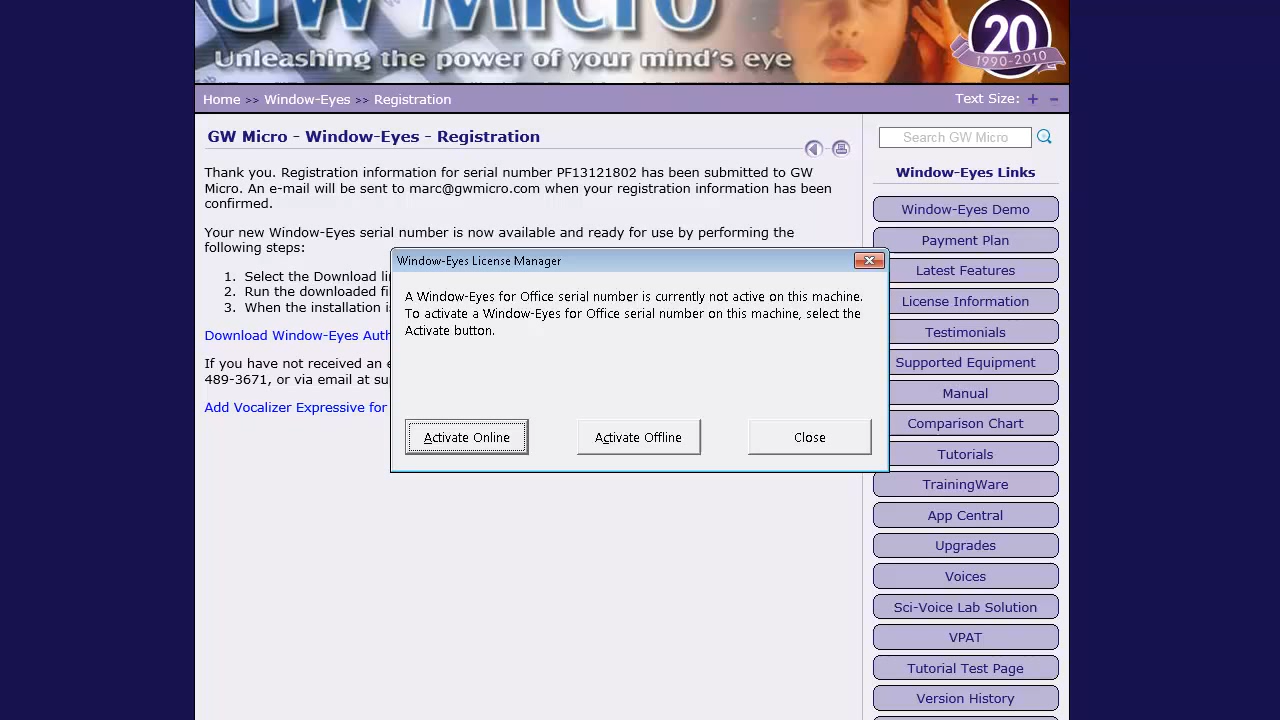 GW Micro
Unleashing the power of your mind's eye
20
1990-2010
Home >> Window-Eyes >> Registration
Text Size: + -
GW Micro - Window-Eyes - Registration
Thank you. Registration information for serial number PF13121802 has been submitted to GW
Micro. An e-mail will be sent to marc@gwmicro.com when your registration information has been
confirmed.
Your new Window-Eyes serial number is now available and ready for use by performing the
following steps:
1. Select the Download li
2. Run the downloaded fi
3. When the installation i
Download Window-Eyes Auth
If you have not received an e
489-3671, or via email at su
Add Vocalizer Expressive for
Window-Eyes License Manager
A Window-Eyes for Office serial number is currently not active on this machine.
To activate a Window-Eyes for Office serial number on this machine, select the
Activate button.
Activate Online
Activate Offline
Close
Search GW Micro
Window-Eyes Links
Window-Eyes Demo
Payment Plan
Latest Features
License Information
Testimonials
Supported Equipment
Manual
Comparison Chart
Tutorials
TrainingWare
App Central
Upgrades
Voices
Sci-Voice Lab Solution
VPAT
Tutorial Test Page
Version History